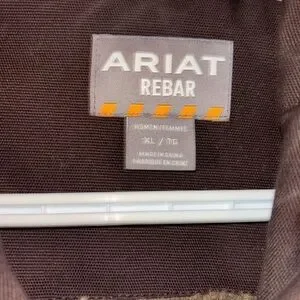 ARIAT
REBAR
WOMEN/FEMMES
XL / TG
MADE IN CHINA
FABRIQUÉ EN CHINE